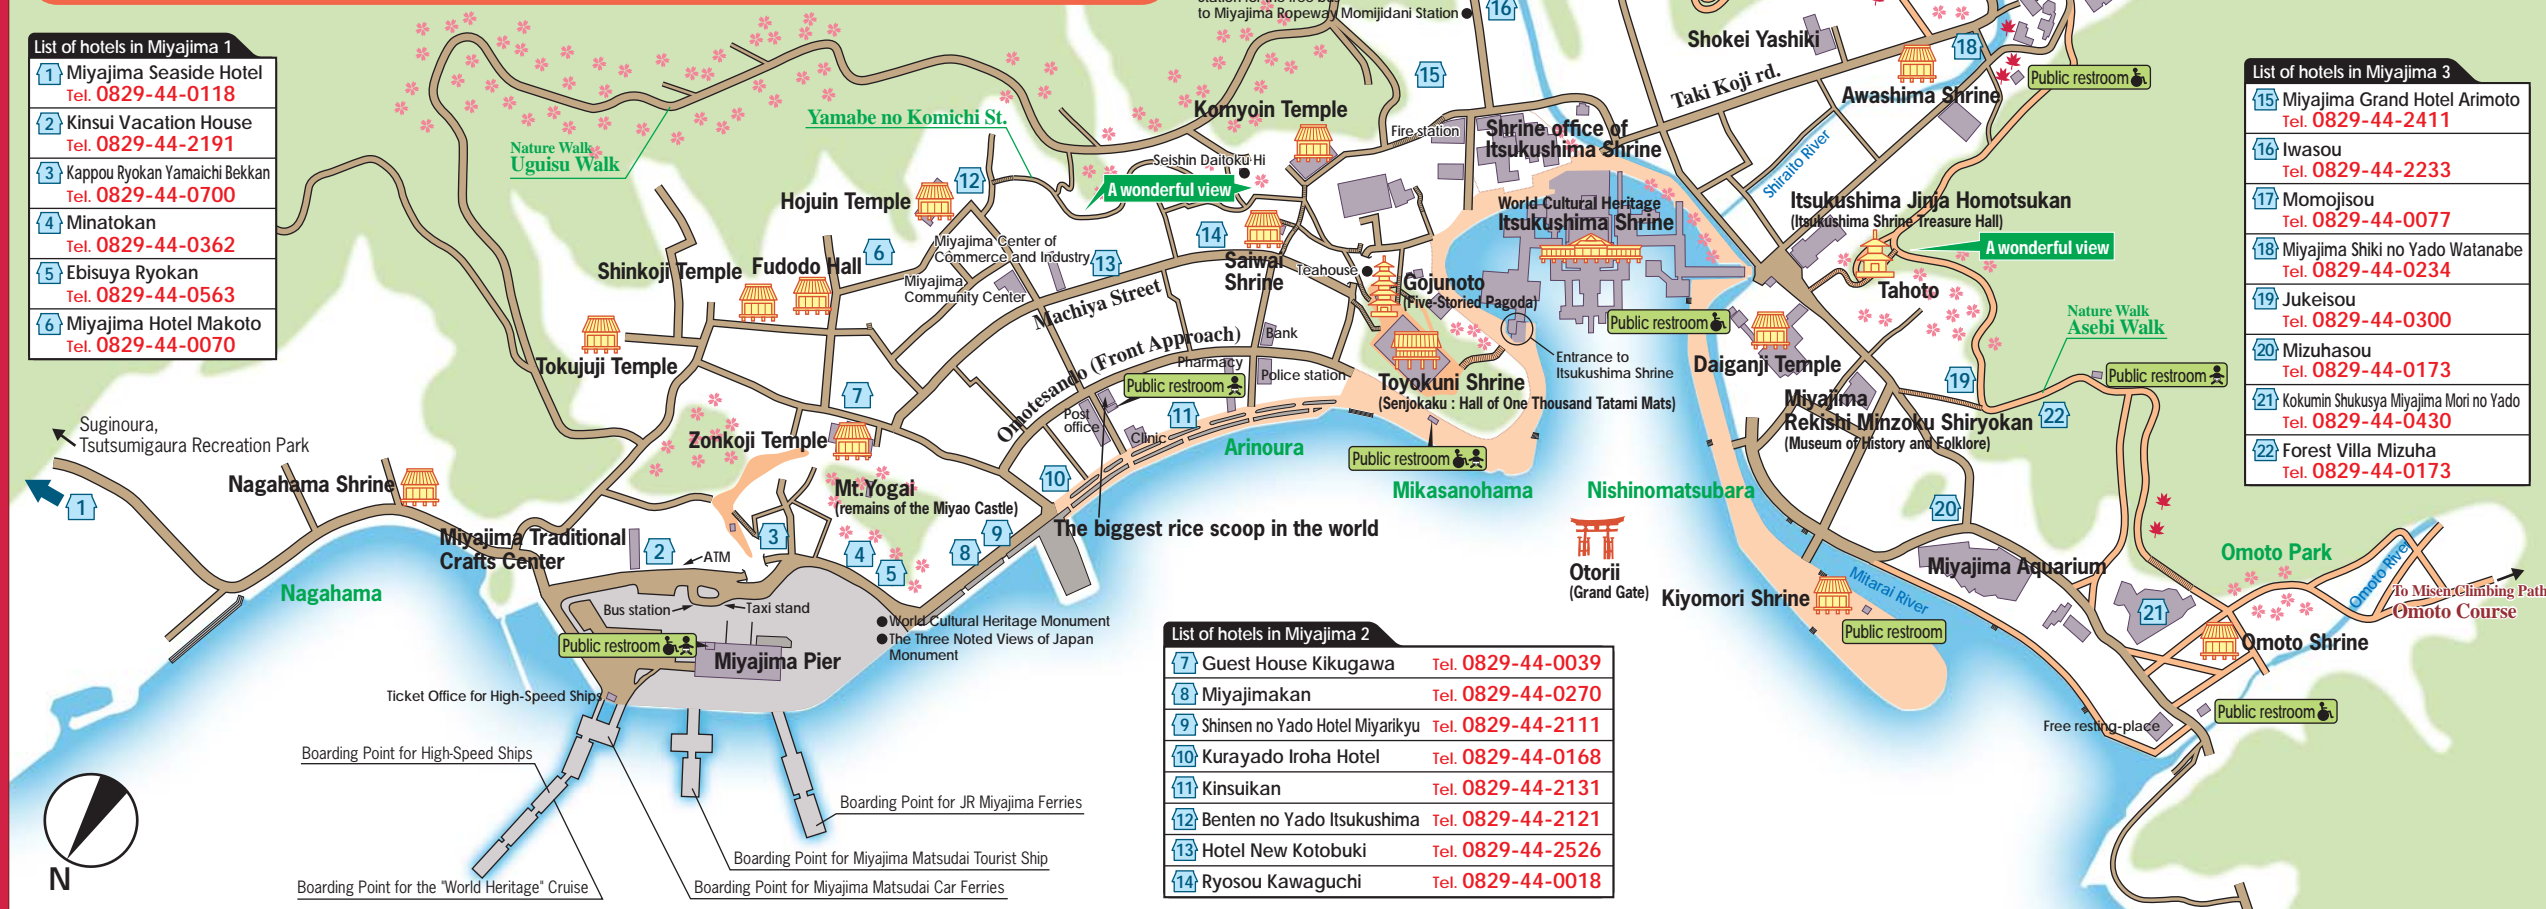 to Miyajima Ropeway Momijidani Station
16
List of hotels in Miyajima 1
1 Miyajima Seaside Hotel
Tel. 0829-44-0118
2 Kinsui Vacation House
Tel. 0829-44-2191
3 Kappou Ryokan Yamaichi Bekkan
Tel. 0829-44-0700
4 Minatokan
Tel. 0829-44-0362
5 Ebisuya Ryokan
Tel. 0829-44-0563
6 Miyajima Hotel Makoto
Tel. 0829-44-0070
Nature Walk
Uguisu Walk
Yamabe no Komichi St.
Komyoin Temple
15
Fire station
Seishin Daitoku Hi
A wonderful view
Shrine office of
Itsukushima Shrine
Shokei Yashiki
Taki Koji rd.
18
Awashima Shrine
Public restroom
Shiraito River
Itsukushima Jinja Homotsukan
(Itsukushima Shrine Treasure Hall)
A wonderful view
Tahoto
World Cultural Heritage
Itsukushima Shrine
Hojuin Temple
12
Shinkoji Temple
Fudodo Hall
6
Miyajima Center of
Commerce and Industry
Miyajima
Community Center
13
14
Saiwai
Shrine
Teahouse
Gojunoto
(Five-Storied Pagoda)
Machiya Street
Omotesando (Front Approach)
Bank
Pharmacy
Police station
Public restroom
Post
office
Clinic
11
Tokujuji Temple
7
Zonkoji Temple
Toyokuni Shrine
(Senjokaku : Hall of One Thousand Tatami Mats)
Entrance to
Itsukushima Shrine
Public restroom
Daiganji Temple
Miyajima
Rekishi Minzoku Shiryokan
(Museum of History and Folklore)
19
22
Nature Walk
Asebi Walk
Public restroom
List of hotels in Miyajima 3
15 Miyajima Grand Hotel Arimoto
Tel. 0829-44-2411
16 Iwasou
Tel. 0829-44-2233
17 Momojisou
Tel. 0829-44-0077
18 Miyajima Shiki no Yado Watanabe
Tel. 0829-44-0234
19 Jukeisou
Tel. 0829-44-0300
20 Mizuhasou
Tel. 0829-44-0173
21 Kokumin Shukusya Miyajima Mori no Yado
Tel. 0829-44-0430
22 Forest Villa Mizuha
Tel. 0829-44-0173
Suginoura,
Tsutsumigaura Recreation Park
1
Nagahama Shrine
Nagahama
Miyajima Traditional
Crafts Center
2
ATM
3
Mt.Yogai
(remains of the Miyao Castle)
4
5
8
9
10
The biggest rice scoop in the world
Arinoura
Public restroom
Mikasanohama
Nishinomatsubara
Otorii
(Grand Gate)
Kiyomori Shrine
Mitarai River
Public restroom
20
Miyajima Aquarium
21
Omoto Park
Omoto River
To Misen Climbing Path
Omoto Course
Omoto Shrine
Public restroom
Free resting-place
Bus station
Taxi stand
Public restroom
Miyajima Pier
World Cultural Heritage Monument
The Three Noted Views of Japan
Monument
Ticket Office for High-Speed Ships
Boarding Point for High-Speed Ships
Boarding Point for JR Miyajima Ferries
Boarding Point for Miyajima Matsudai Tourist Ship
Boarding Point for the "World Heritage" Cruise
Boarding Point for Miyajima Matsudai Car Ferries
N
List of hotels in Miyajima 2
7 Guest House Kikugawa Tel. 0829-44-0039
8 Miyajimakan Tel. 0829-44-0270
9 Shinsen no Yado Hotel Miyarikyu Tel. 0829-44-2111
10 Kurayado Iroha Hotel Tel. 0829-44-0168
11 Kinsuikan Tel. 0829-44-2131
12 Benten no Yado Itsukushima Tel. 0829-44-2121
13 Hotel New Kotobuki Tel. 0829-44-2526
14 Ryosou Kawaguchi Tel. 0829-44-0018